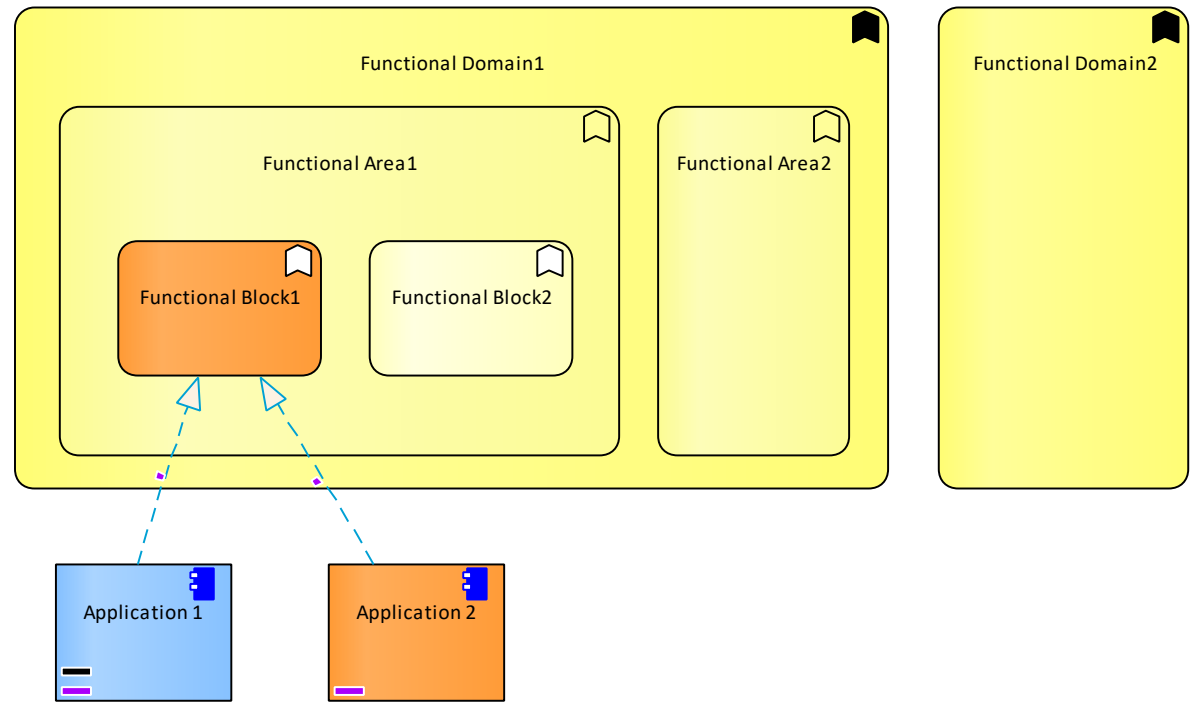 Functional Domain1
Functional Domain2
Functional Area1
Functional Area2
Functional Block1
Functional Block2
Application 1
Application 2